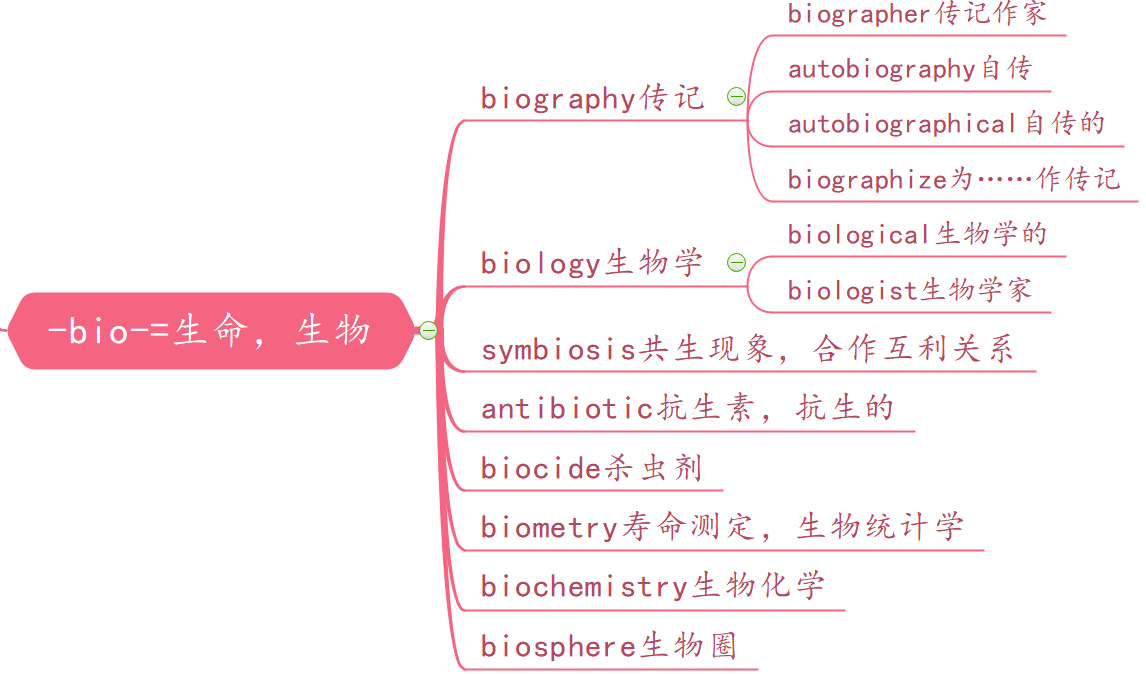 -bio-=生命，生物
biography传记
biographer传记作家
autobiography自传
autobiographical自传的
biographize为……作传记
biology生物学
biological生物学的
biologist生物学家
symbiosis共生现象，合作互利关系
antibiotic抗生素，抗生的
biocide杀虫剂
biometry寿命测定，生物统计学
biochemistry生物化学
biosphere生物圈